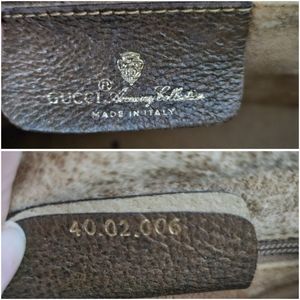 ® GUCCI Accessory Collection
MADE IN ITALY
40.02.006